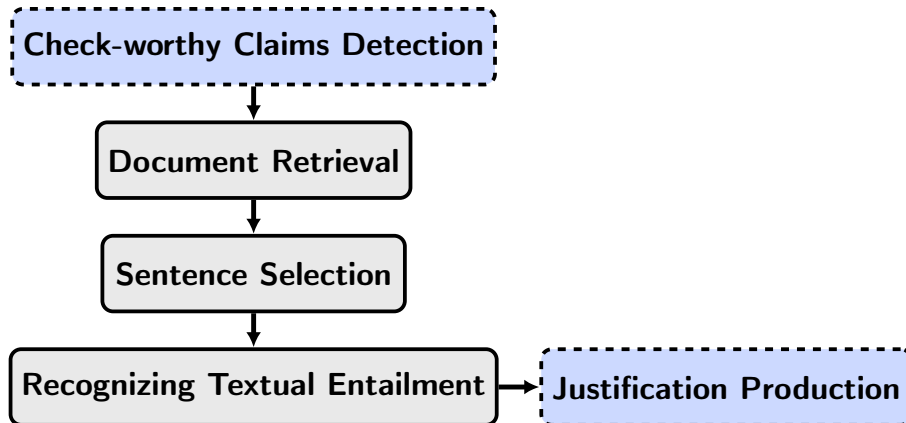 Check-worthy Claims Detection
Document Retrieval
Sentence Selection
Recognizing Textual Entailment
Justification Production